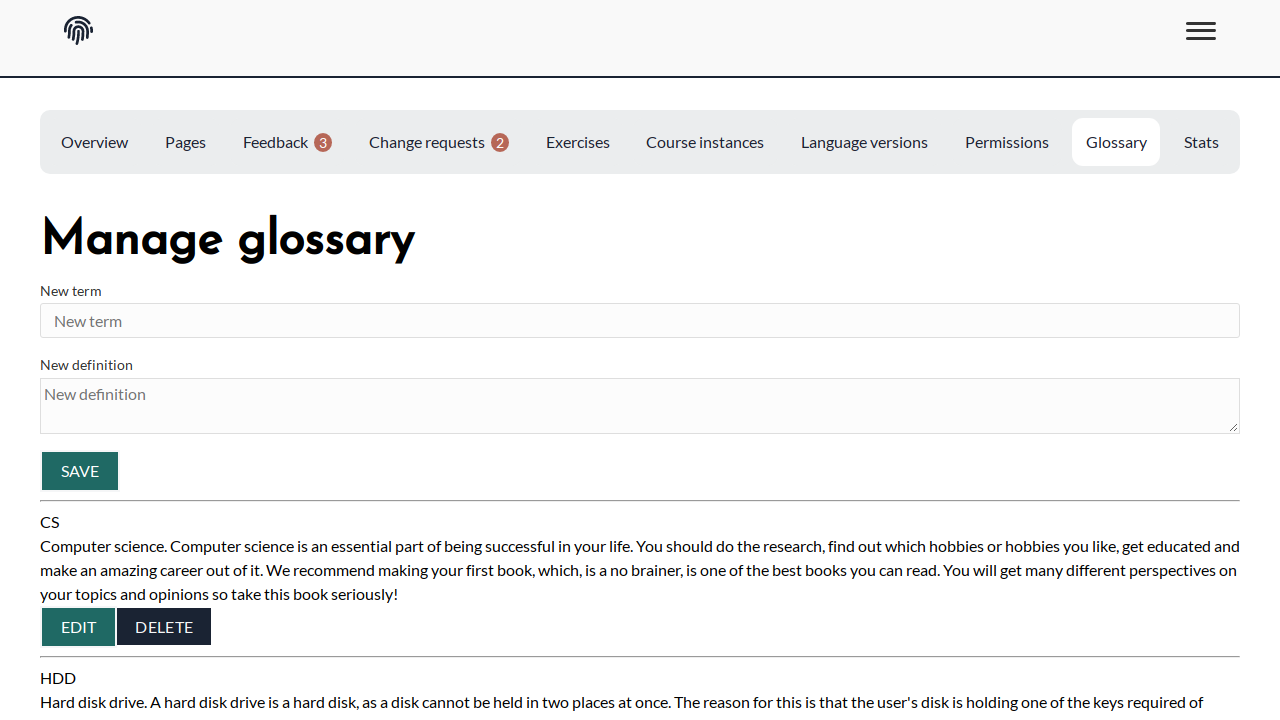 Overview Pages Feedback 3 Change requests 2 Exercises Course instances Language versions Permissions Glossary Stats
Manage glossary
New term
New term
New definition
New definition
SAVE
CS
Computer science. Computer science is an essential part of being successful in your life. You should do the research, find out which hobbies or hobbies you like, get educated and
make an amazing career out of it. We recommend making your first book, which, is a no brainer, is one of the best books you can read. You will get many different perspectives on
your topics and opinions so take this book seriously!
EDIT DELETE
HDD
Hard disk drive. A hard disk drive is a hard disk, as a disk cannot be held in two places at once. The reason for this is that the user's disk is holding one of the keys required of